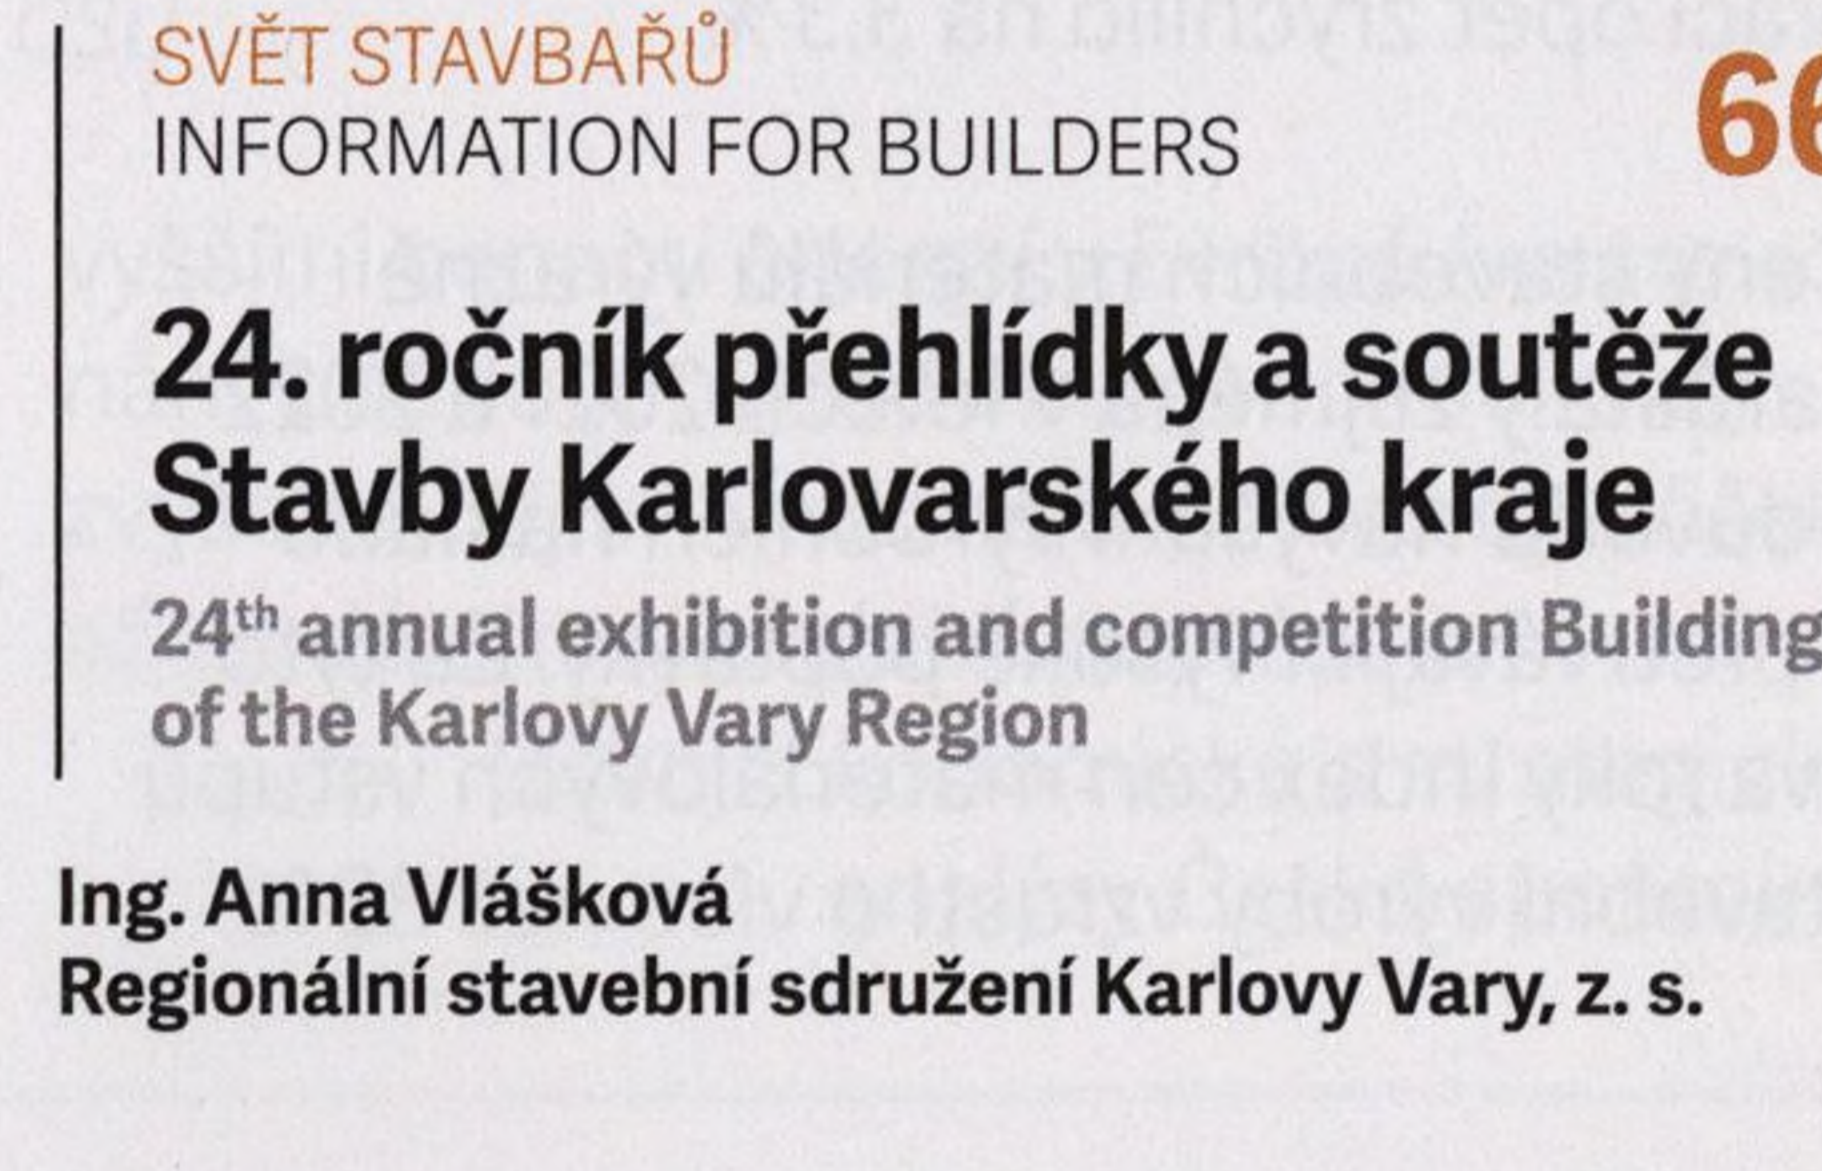 SVĚT STAVBAŘŮ
INFORMATION FOR BUILDERS
66
24. ročník přehlídky a soutěže
Stavby Karlovarského kraje
24th annual exhibition and competition Building
of the Karlovy Vary Region
Ing. Anna Vlášková
Regionální stavební sdružení Karlovy Vary, z. s.